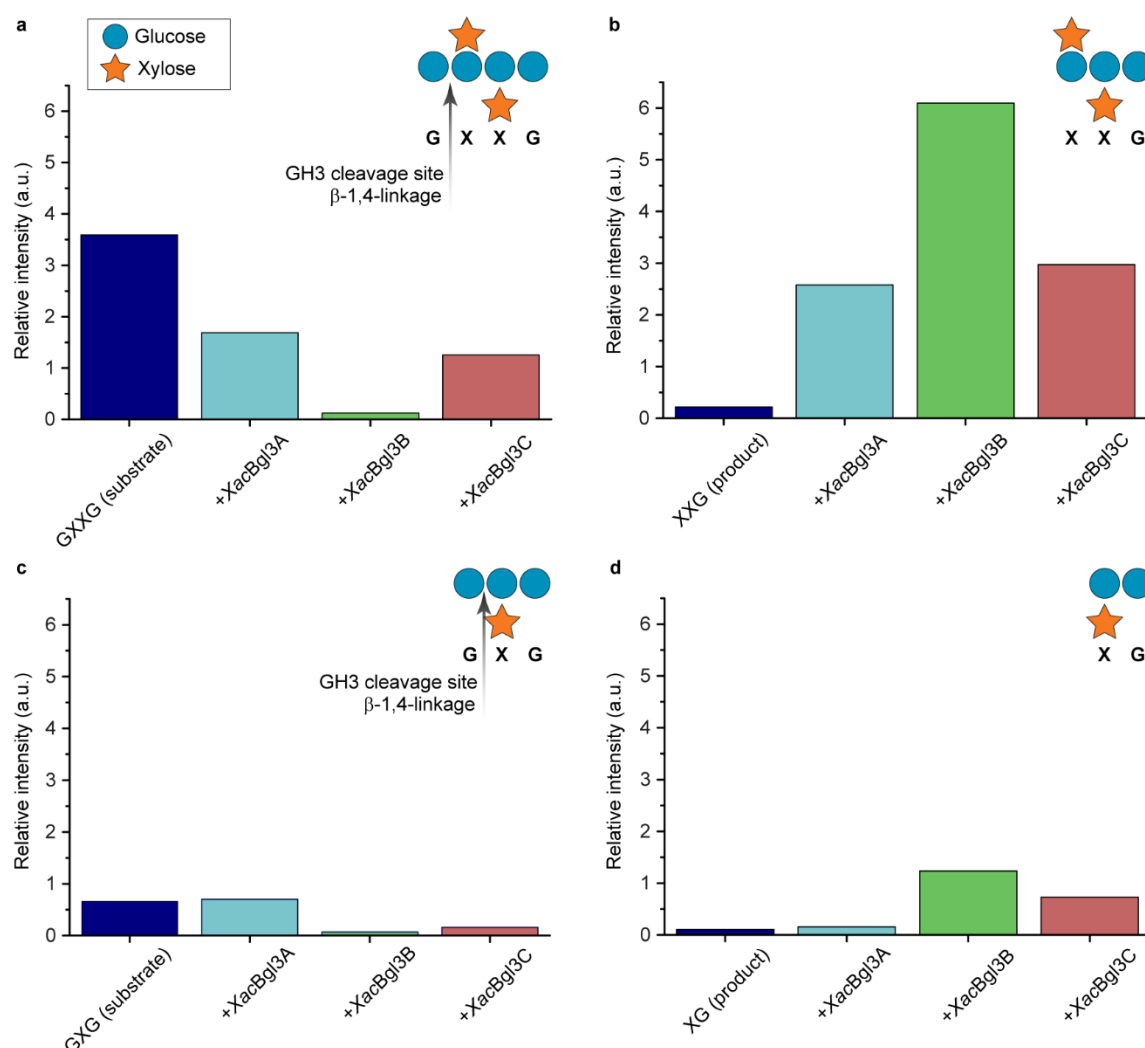 a
Glucose
Xylose
G X X G
GH3 cleavage site
β-1,4-linkage
Relative intensity (a.u.)
6
5
4
3
2
1
0
GXXG (substrate)
+XacBgl3A
+XacBgl3B
+XacBgl3C
b
X X G
Relative intensity (a.u.)
6
5
4
3
2
1
0
XXG (product)
+XacBgl3A
+XacBgl3B
+XacBgl3C
c
G X G
GH3 cleavage site
β-1,4-linkage
Relative intensity (a.u.)
6
5
4
3
2
1
0
GXG (substrate)
+XacBgl3A
+XacBgl3B
+XacBgl3C
d
X G
Relative intensity (a.u.)
6
5
4
3
2
1
0
XG (product)
+XacBgl3A
+XacBgl3B
+XacBgl3C